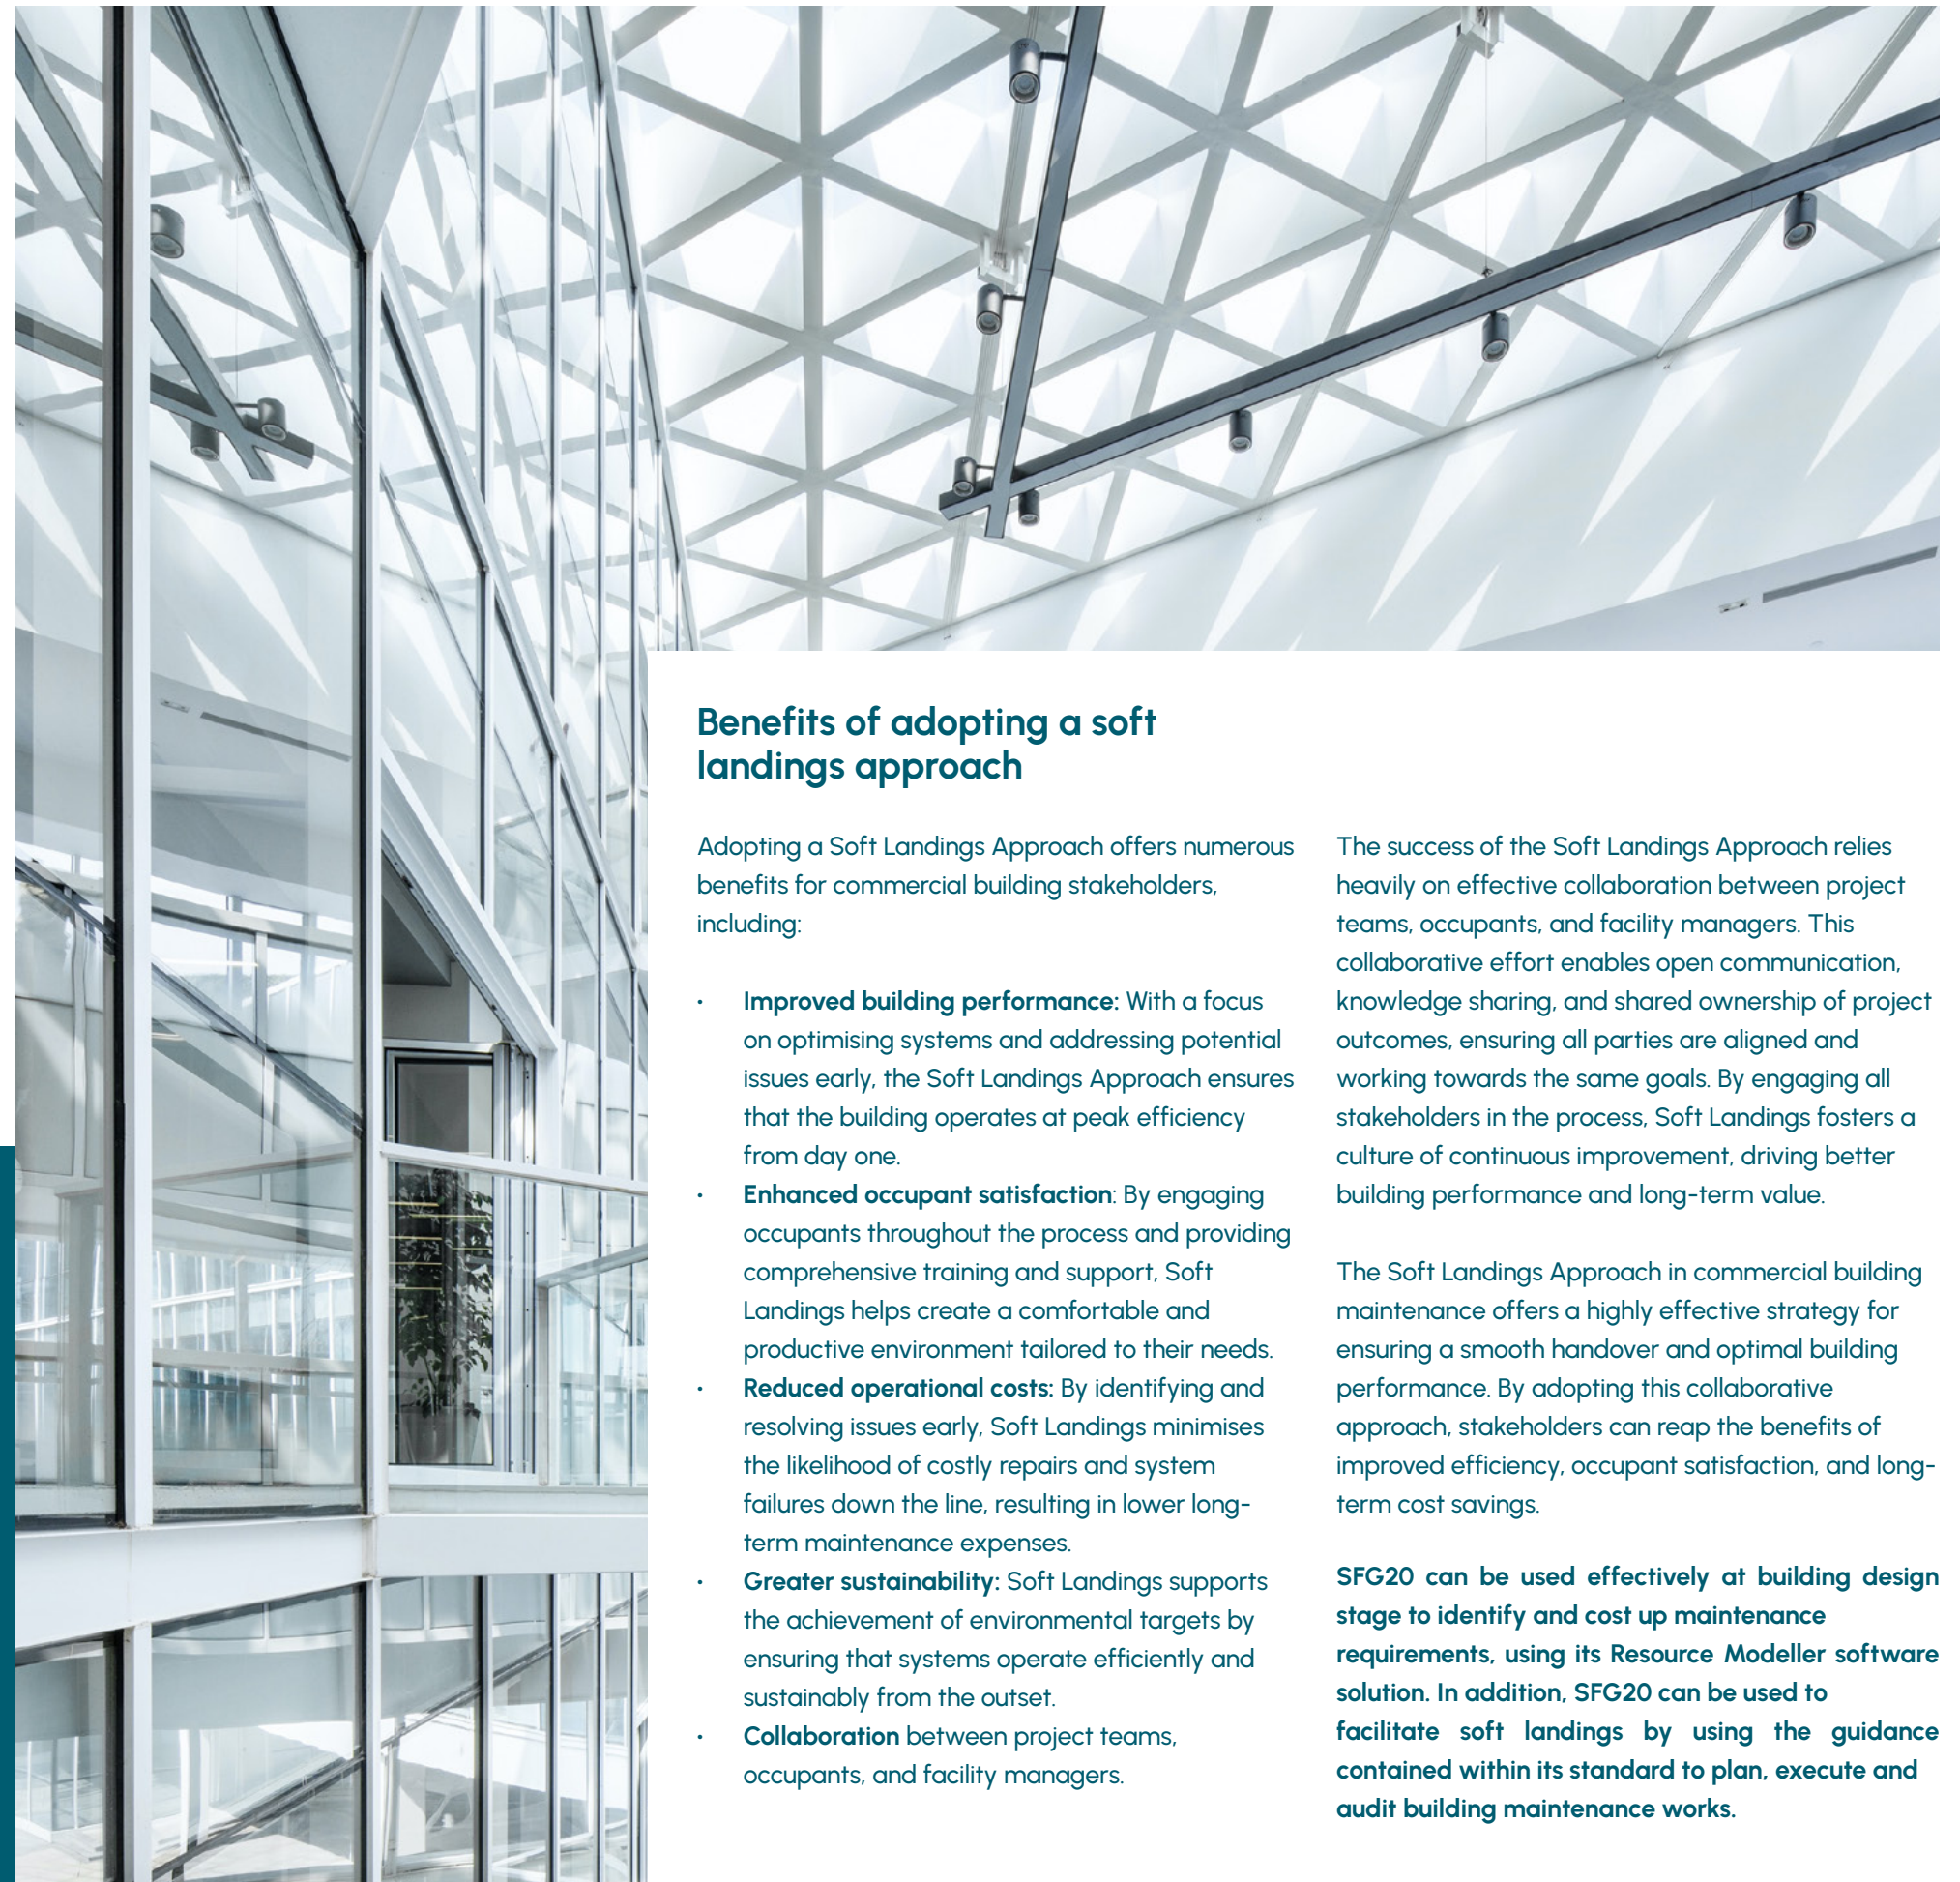 Benefits of adopting a soft
landings approach
Adopting a Soft Landings Approach offers numerous
benefits for commercial building stakeholders,
including:
• Improved building performance: With a focus
on optimising systems and addressing potential
issues early, the Soft Landings Approach ensures
that the building operates at peak efficiency
from day one.
• Enhanced occupant satisfaction: By engaging
occupants throughout the process and providing
comprehensive training and support, Soft
Landings helps create a comfortable and
productive environment tailored to their needs.
• Reduced operational costs: By identifying and
resolving issues early, Soft Landings minimises
the likelihood of costly repairs and system
failures down the line, resulting in lower long-
term maintenance expenses.
• Greater sustainability: Soft Landings supports
the achievement of environmental targets by
ensuring that systems operate efficiently and
sustainably from the outset.
• Collaboration between project teams,
occupants, and facility managers.
The success of the Soft Landings Approach relies
heavily on effective collaboration between project
teams, occupants, and facility managers. This
collaborative effort enables open communication,
knowledge sharing, and shared ownership of project
outcomes, ensuring all parties are aligned and
working towards the same goals. By engaging all
stakeholders in the process, Soft Landings fosters a
culture of continuous improvement, driving better
building performance and long-term value.
The Soft Landings Approach in commercial building
maintenance offers a highly effective strategy for
ensuring a smooth handover and optimal building
performance. By adopting this collaborative
approach, stakeholders can reap the benefits of
improved efficiency, occupant satisfaction, and long-
term cost savings.
SFG20 can be used effectively at building design
stage to identify and cost up maintenance
requirements, using its Resource Modeller software
solution. In addition, SFG20 can be used to
facilitate soft landings by using the guidance
contained within its standard to plan, execute and
audit building maintenance works.